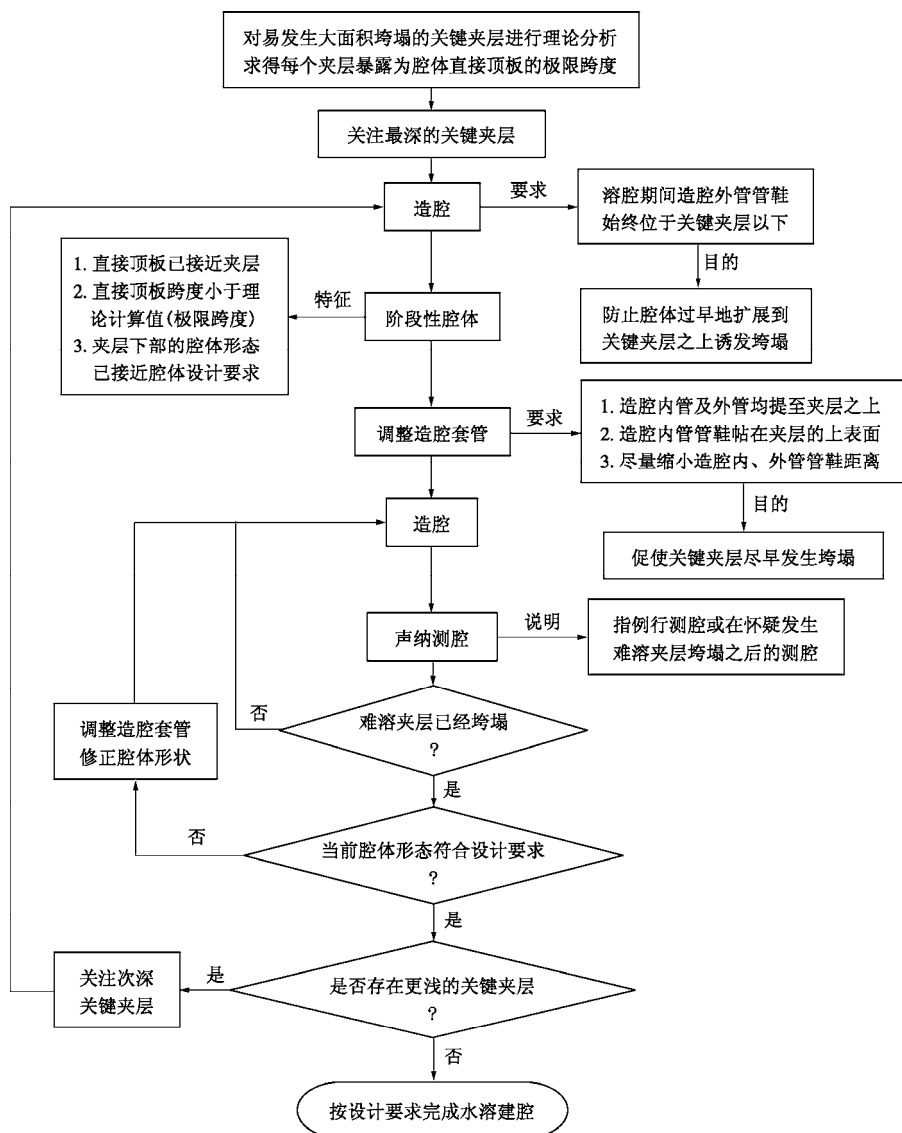 对易发生大面积垮塌的关键夹层进行理论分析
求得每个夹层暴露为腔体直接顶板的极限跨度
关注最深的关键夹层
造腔
要求
溶腔期间造腔外管管鞋
始终位于关键夹层以下
目的
防止腔体过早地扩展到
关键夹层之上诱发垮塌
1. 直接顶板已接近夹层
2. 直接顶板跨度小于理
论计算值(极限跨度)
3. 夹层下部的腔体形态
已接近腔体设计要求
特征
阶段性腔体
调整造腔套管
要求
1. 造腔内管及外管均提至夹层之上
2. 造腔内管管鞋帖在夹层的上表面
3. 尽量缩小造腔内、外管管鞋距离
目的
促使关键夹层尽早发生垮塌
造腔
声纳测腔
说明
指例行测腔或在怀疑发生
难溶夹层垮塌之后的测腔
难溶夹层已经垮塌
?
否
是
调整造腔套管
修正腔体形状
否
当前腔体形态符合设计要求
?
是
是否存在更浅的关键夹层
?
是
关注次深
关键夹层
否
按设计要求完成水溶建腔